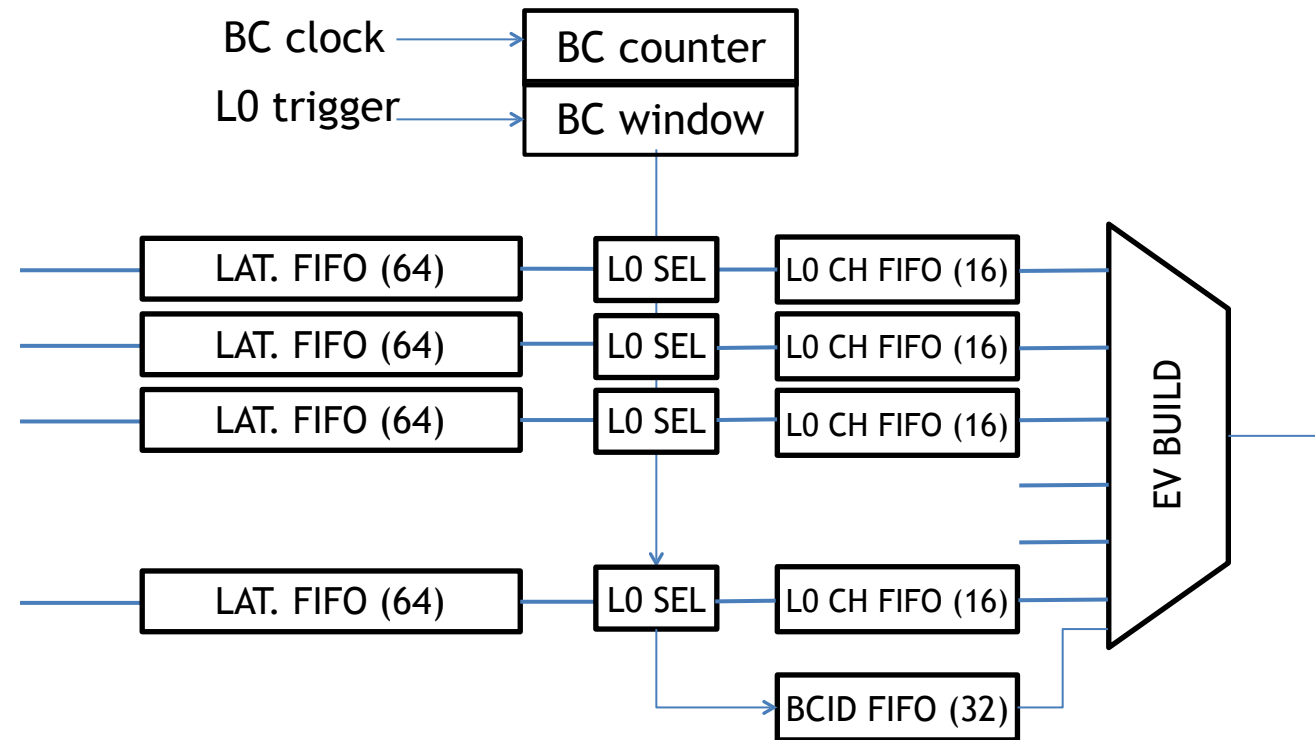 BC clock
BC counter
L0 trigger
BC window
LAT. FIFO (64)
L0 SEL
L0 CH FIFO (16)
LAT. FIFO (64)
L0 SEL
L0 CH FIFO (16)
LAT. FIFO (64)
L0 SEL
L0 CH FIFO (16)
EV BUILD
LAT. FIFO (64)
L0 SEL
L0 CH FIFO (16)
BCID FIFO (32)